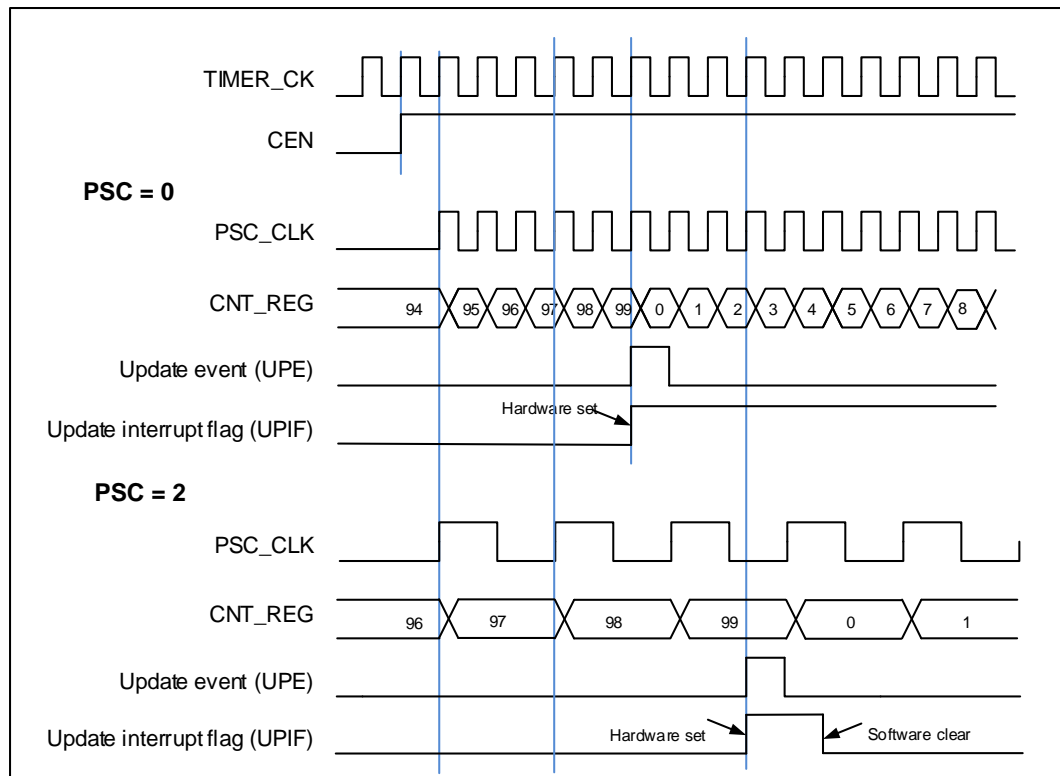 TIMER_CK
CEN
PSC = 0
PSC_CLK
CNT_REG 94 95 96 97 98 99 0 1 2 3 4 5 6 7 8
Update event (UPE)
Hardware set
Update interrupt flag (UPIF)
PSC = 2
PSC_CLK
CNT_REG 96 97 98 99 0 1
Update event (UPE)
Update interrupt flag (UPIF) Hardware set Software clear